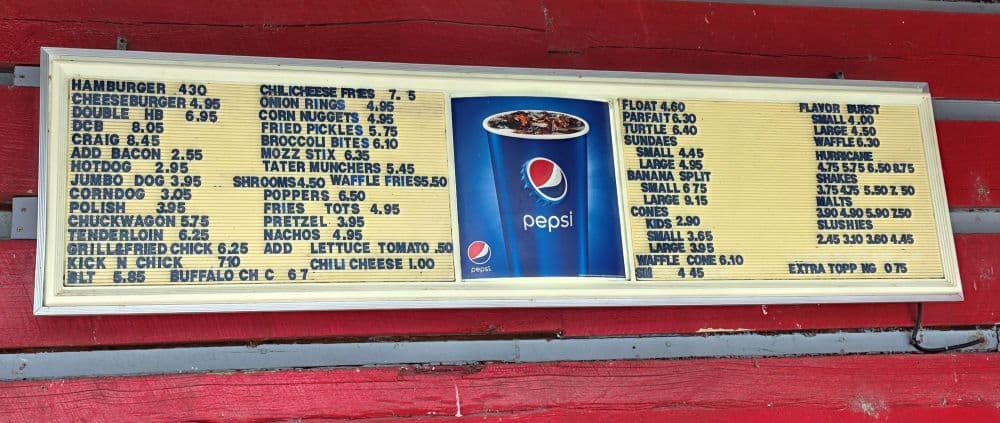 HAMBURGER 430
CHEESEBURGER 4.95
DOUBLE HB 6.95
DCB 8.05
CRAIG 8.45
ADD BACON 2.55
HOTDOG 2.95
JUMBO DOG 3.95
CORNDOG 3.95
POLISH 3.95
CHUCKWAGON 575
TENDERLOIN 6.25
GRILL&FRIED CHICK 6.25
KICK N CHICK 710
BLT 5.85 BUFFALO CH C 6 7
CHILICHEESE FRIES 7. 5
ONION RINGS 4.95
CORN NUGGETS 4.95
FRIED PICKLES 5.75
BROCCOLI BITES 6.10
MOZZ STIX 6.35
TATER MUNCHERS 5.45
SHROOMS 4.50 WAFFLE FRIES 5.50
POPPERS 6.50
FRIES TOTS 4.95
PRETZEL 3.95
NACHOS 4.95
ADD LETTUCE TOMATO .50
CHILI CHEESE 1.00
pepsi
pepsi
FLOAT 4.60
PARFAIT 6.30
TURTLE 6.40
SUNDAES
SMALL 4.45
LARGE 4.95
BANANA SPLIT
SMALL 6 75
LARGE 9.15
CONES
KIDS 2.90
SMALL 3.65
LARGE 3.95
WAFFLE CONE 6.10
4 45
FLAVOR BURST
SMALL 4.00
LARGE 4.50
WAFFLE 6.30
HURRICANE
4.75 5.75 6.50 8.75
SHAKES
3.75 4.75 5.50 7. 50
MALTS
3.90 4.90 5.90 7.50
SLUSHIES
2.45 3.10 3.60 4.45
EXTRA TOPP NG 0 75